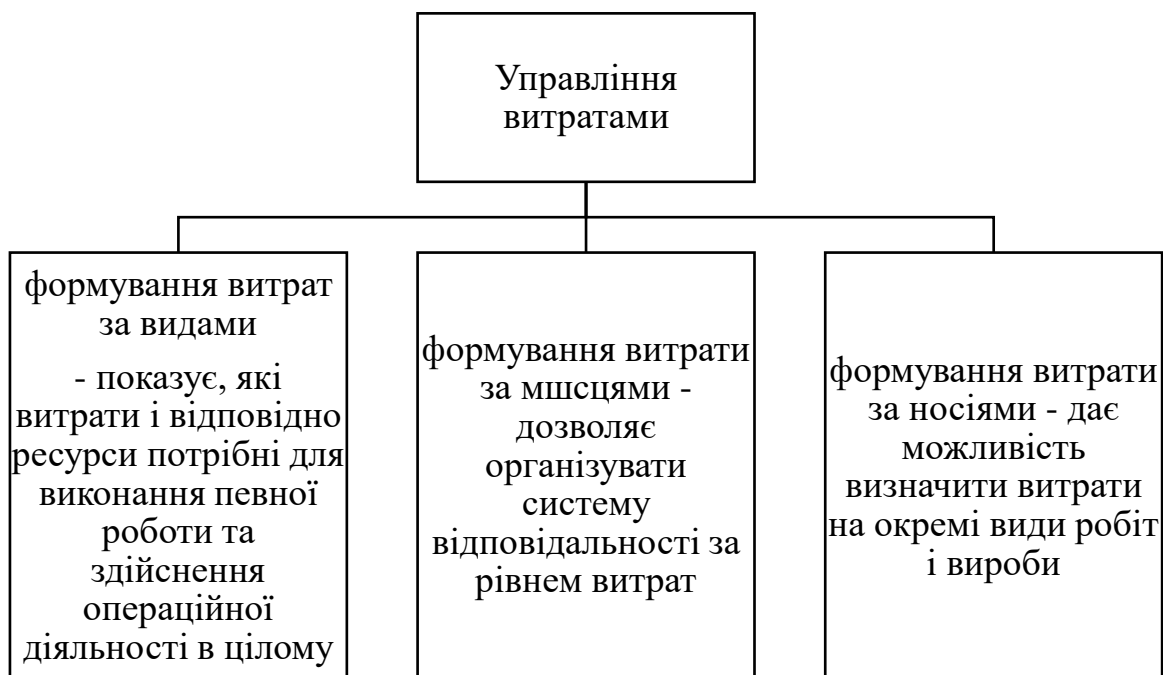 Управління
витратами
формування витрат
за видами
- показує, які
витрати і відповідно
ресурси потрібні для
виконання певної
роботи та
здійснення
операційної
діяльності в цілому
формування витрати
за мшсцями -
дозволяє
організувати
систему
відповідальності за
рівнем витрат
формування витрати
за носіями - дає
можливість
визначити витрати
на окремі види робіт
і вироби